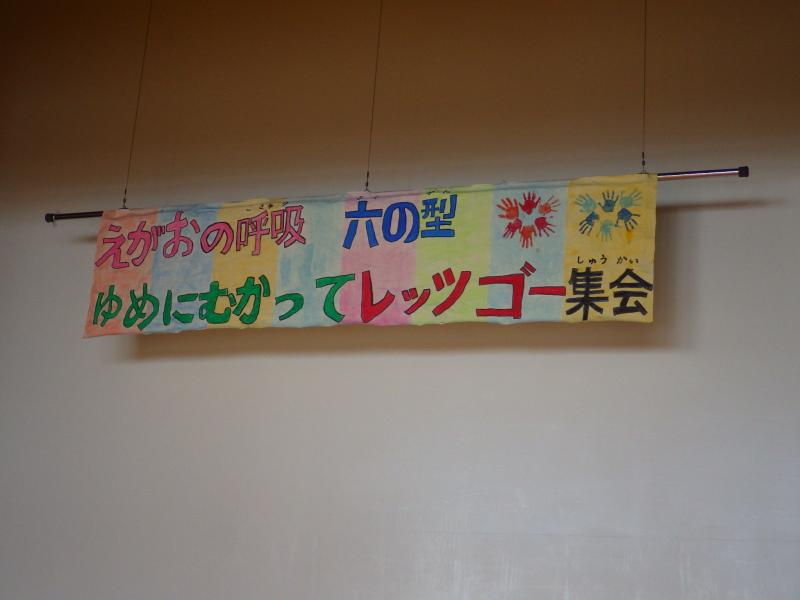 えがおの呼吸 六の型
しゅう かい
ゆめにむかってレッツゴー集会